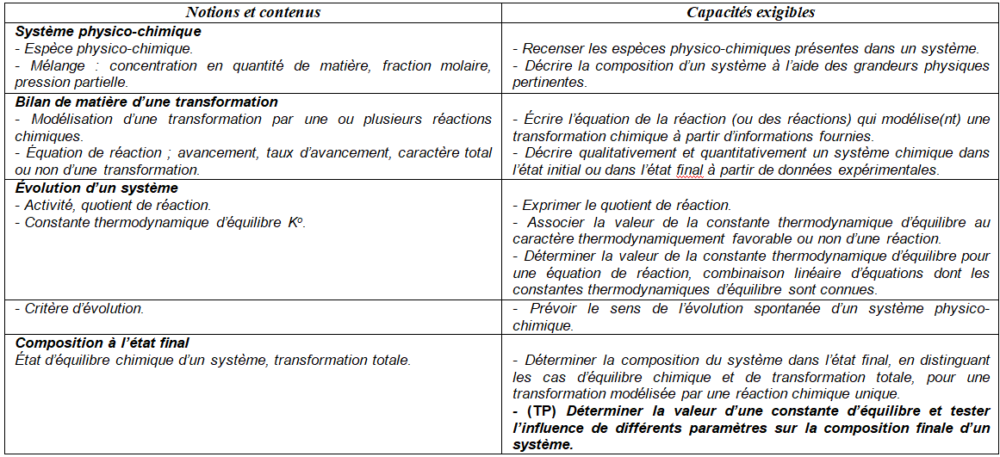 Notions et contenus
Capacités exigibles
Système physico-chimique
- Espèce physico-chimique.
- Mélange : concentration en quantité de matière, fraction molaire,
pression partielle.
- Recenser les espèces physico-chimiques présentes dans un système.
- Décrire la composition d’un système à l’aide des grandeurs physiques
pertinentes.
Bilan de matière d’une transformation
- Modélisation d’une transformation par une ou plusieurs réactions
chimiques.
- Équation de réaction ; avancement, taux d’avancement, caractère total
ou non d’une transformation.
- Écrire l’équation de la réaction (ou des réactions) qui modélise(nt) une
transformation chimique à partir d’informations fournies.
- Décrire qualitativement et quantitativement un système chimique dans
l’état initial ou dans l’état final à partir de données expérimentales.
Évolution d’un système
- Activité, quotient de réaction.
- Constante thermodynamique d’équilibre K°.
- Exprimer le quotient de réaction.
- Associer la valeur de la constante thermodynamique d’équilibre au
caractère thermodynamiquement favorable ou non d’une réaction.
- Déterminer la valeur de la constante thermodynamique d’équilibre pour
une équation de réaction, combinaison linéaire d’équations dont les
constantes thermodynamiques d’équilibre sont connues.
- Critère d’évolution.
- Prévoir le sens de l’évolution spontanée d’un système physico-
chimique.
Composition à l’état final
État d’équilibre chimique d’un système, transformation totale.
- Déterminer la composition du système dans l’état final, en distinguant
les cas d’équilibre chimique et de transformation totale, pour une
transformation modélisée par une réaction chimique unique.
- (TP) Déterminer la valeur d’une constante d’équilibre et tester
l’influence de différents paramètres sur la composition finale d’un
système.